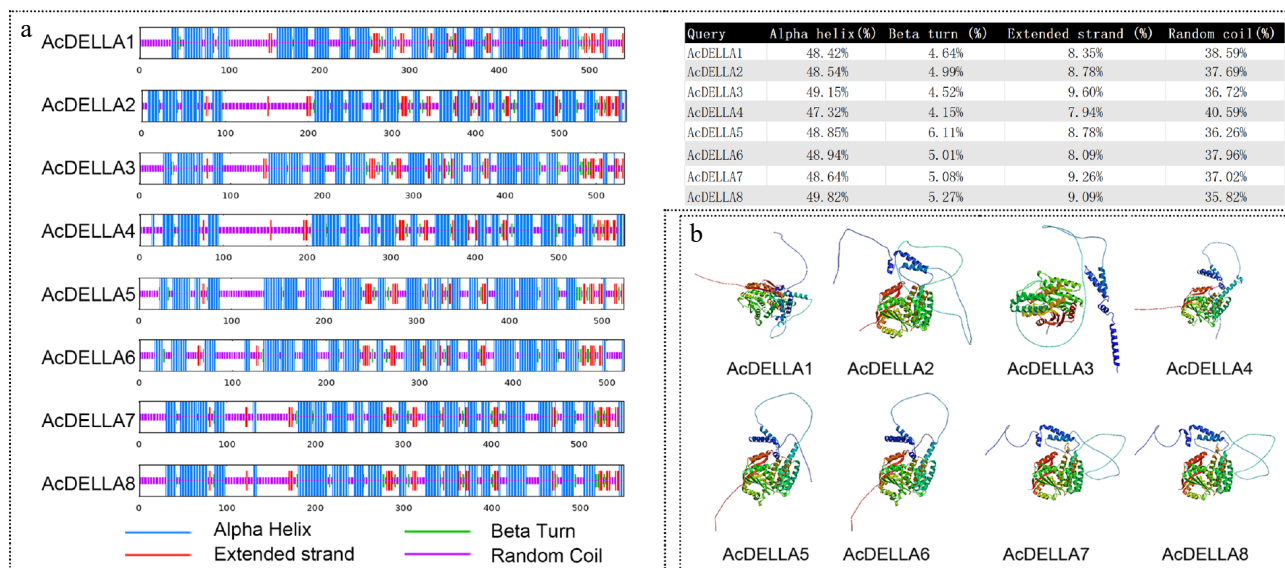 a
AcDELLA1
0 100 200 300 400 500
AcDELLA2
0 100 200 300 400 500
AcDELLA3
0 100 200 300 400 500
AcDELLA4
0 100 200 300 400 500
AcDELLA5
0 100 200 300 400 500
AcDELLA6
0 100 200 300 400 500
AcDELLA7
0 100 200 300 400 500
AcDELLA8
0 100 200 300 400 500
Alpha Helix
Beta Turn
Extended strand
Random Coil
Query Alpha helix(%) Beta turn (%) Extended strand (%) Random coil(%)
AcDELLA1 48.42% 4.64% 8.35% 38.59%
AcDELLA2 48.54% 4.99% 8.78% 37.69%
AcDELLA3 49.15% 4.52% 9.60% 36.72%
AcDELLA4 47.32% 4.15% 7.94% 40.59%
AcDELLA5 48.85% 6.11% 8.78% 36.26%
AcDELLA6 48.94% 5.01% 8.09% 37.96%
AcDELLA7 48.64% 5.08% 9.26% 37.02%
AcDELLA8 49.82% 5.27% 9.09% 35.82%
b
AcDELLA1 AcDELLA2 AcDELLA3 AcDELLA4
AcDELLA5 AcDELLA6 AcDELLA7 AcDELLA8